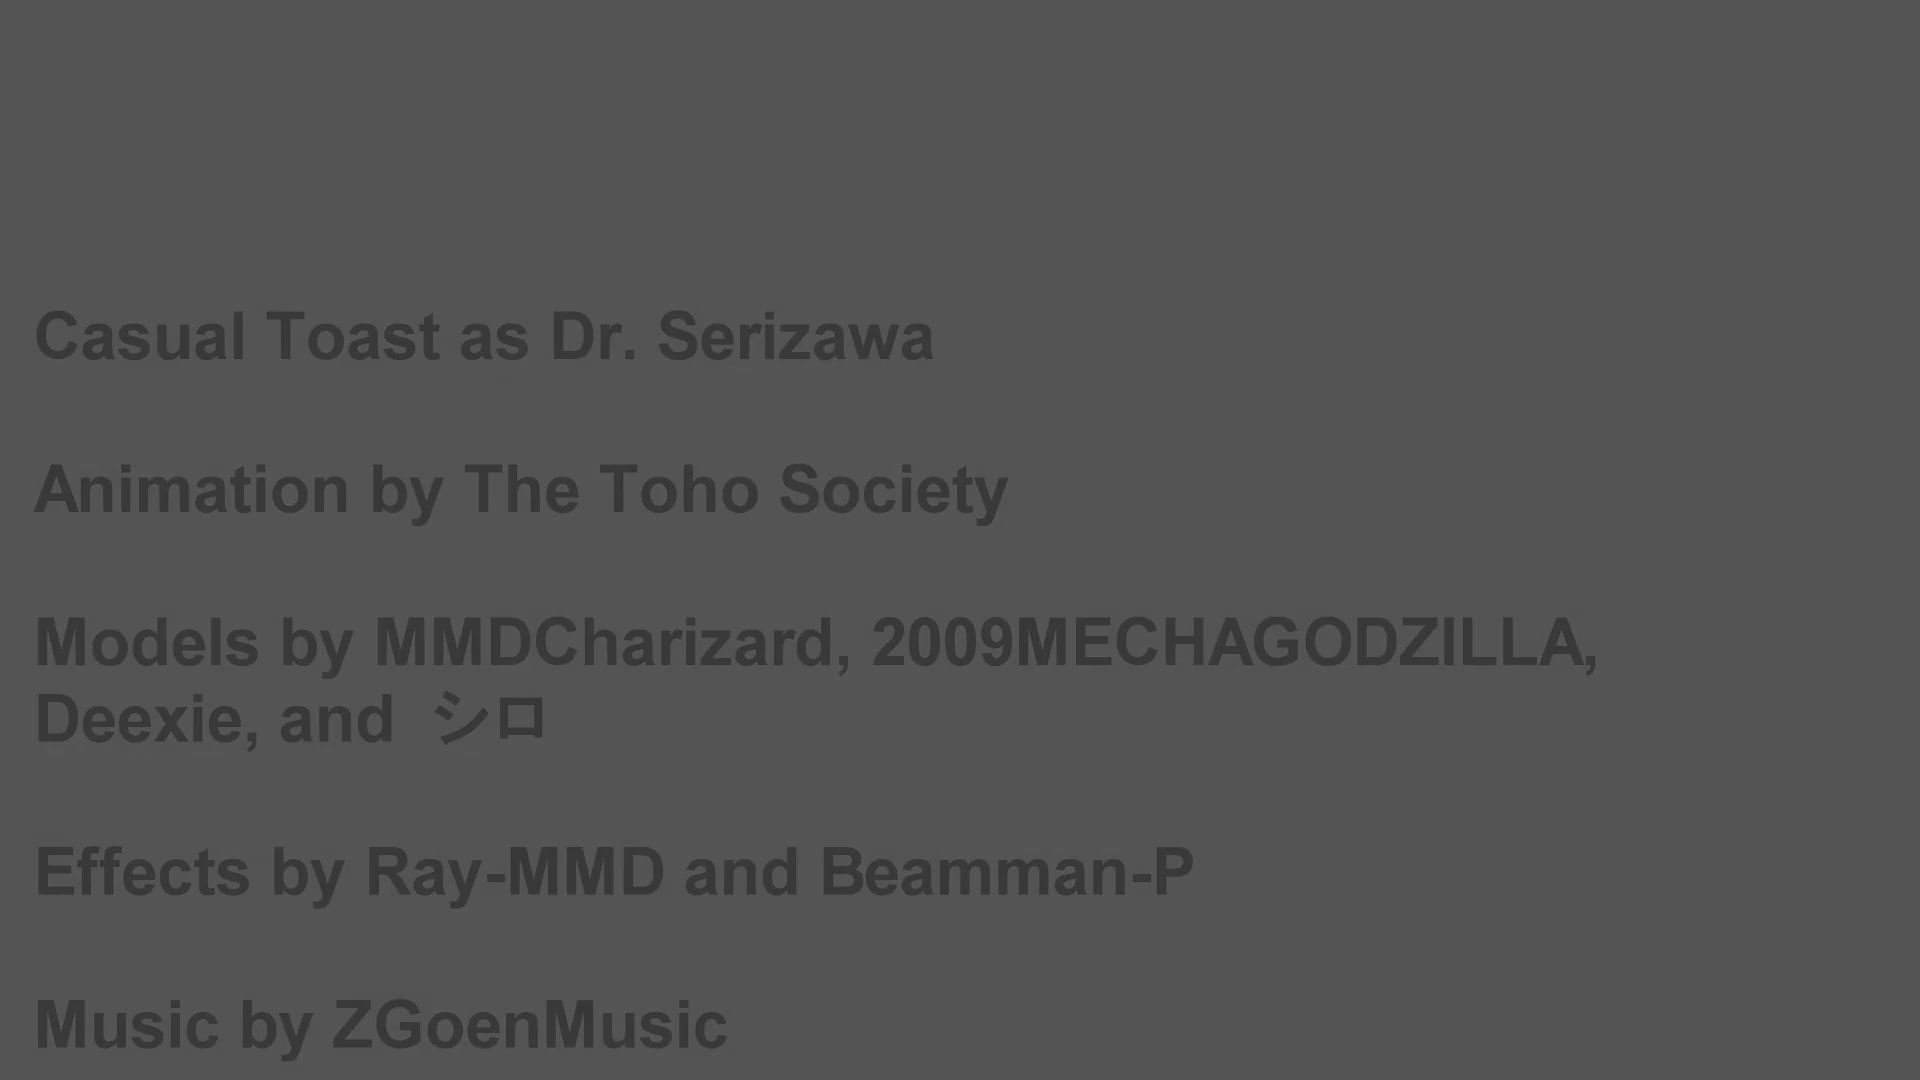 Casual Toast as Dr. Serizawa
Animation by The Toho Society
Models by MMDCharizard, 2009MECHAGODZILLA,
Deexie, and シロ
Effects by Ray-MMD and Beamman-P
Music by ZGoenMusic